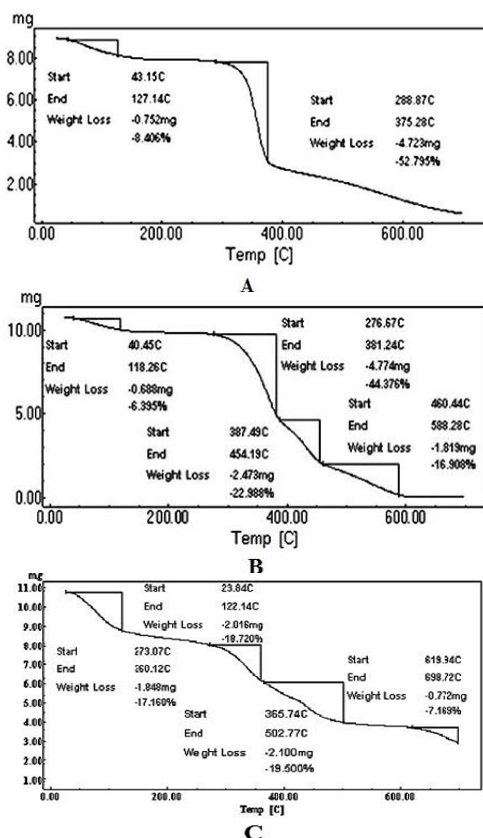 mg
8.00
6.00
4.00
2.00
0.00
200.00
400.00
600.00
Temp [C]
Start 43.15C
End 127.14C
Weight Loss -0.752mg
-8.406%
Start 288.87C
End 375.28C
Weight Loss -4.723mg
-52.795%
A
mg
10.00
5.00
0.00
0.00
200.00
400.00
600.00
Temp [C]
Start 40.45C
End 118.26C
Weight Loss -0.688mg
-6.395%
Start 276.67C
End 381.24C
Weight Loss -4.774mg
-44.376%
Start 387.49C
End 454.19C
Weight Loss -2.473mg
-22.988%
Start 460.44C
End 588.28C
Weight Loss -1.819mg
-16.908%
B
mg
11.00
10.00
9.00
8.00
7.00
6.00
5.00
4.00
3.00
2.00
1.00
0.00
200.00
400.00
600.00
Temp [C]
Start 23.84C
End 122.14C
Weight Loss -2.016mg
-18.720%
Start 273.07C
End 360.12C
Weight Loss -1.848mg
-17.160%
Start 365.74C
End 502.77C
Weight Loss -2.100mg
-19.500%
Start 619.94C
End 698.72C
Weight Loss -0.772mg
-7.169%
C